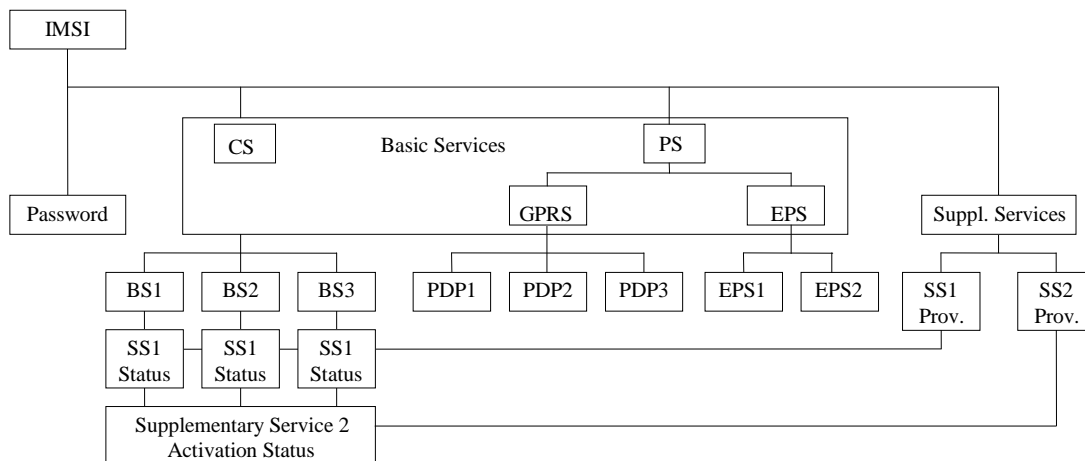 IMSI
CS
Basic Services
PS
Password
GPRS
EPS
Suppl. Services
BS1
BS2
BS3
PDP1
PDP2
PDP3
EPS1
EPS2
SS1
Prov.
SS2
Prov.
SS1
Status
SS1
Status
SS1
Status
Supplementary Service 2
Activation Status